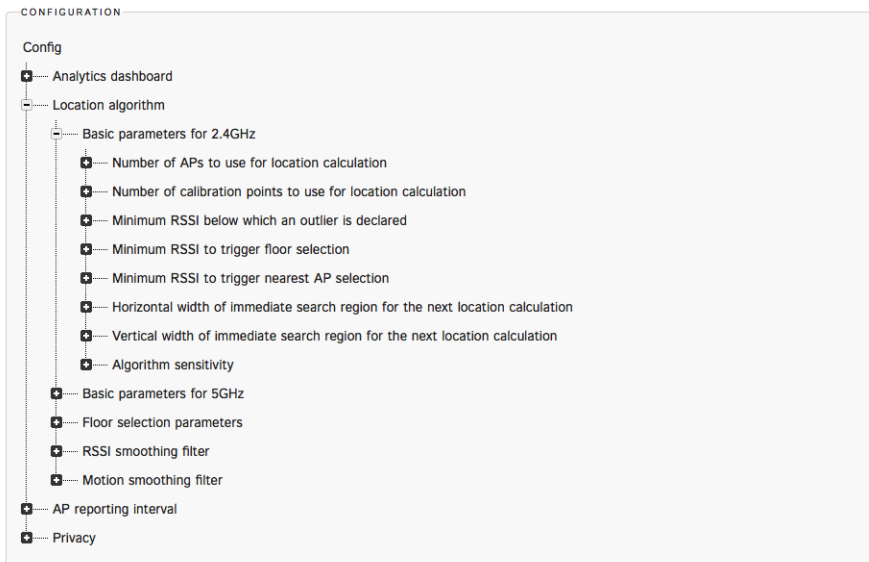 CONFIGURATION
Config
Analytics dashboard
Location algorithm
Basic parameters for 2.4GHz
Number of APs to use for location calculation
Number of calibration points to use for location calculation
Minimum RSSI below which an outlier is declared
Minimum RSSI to trigger floor selection
Minimum RSSI to trigger nearest AP selection
Horizontal width of immediate search region for the next location calculation
Vertical width of immediate search region for the next location calculation
Algorithm sensitivity
Basic parameters for 5GHz
Floor selection parameters
RSSI smoothing filter
Motion smoothing filter
AP reporting interval
Privacy